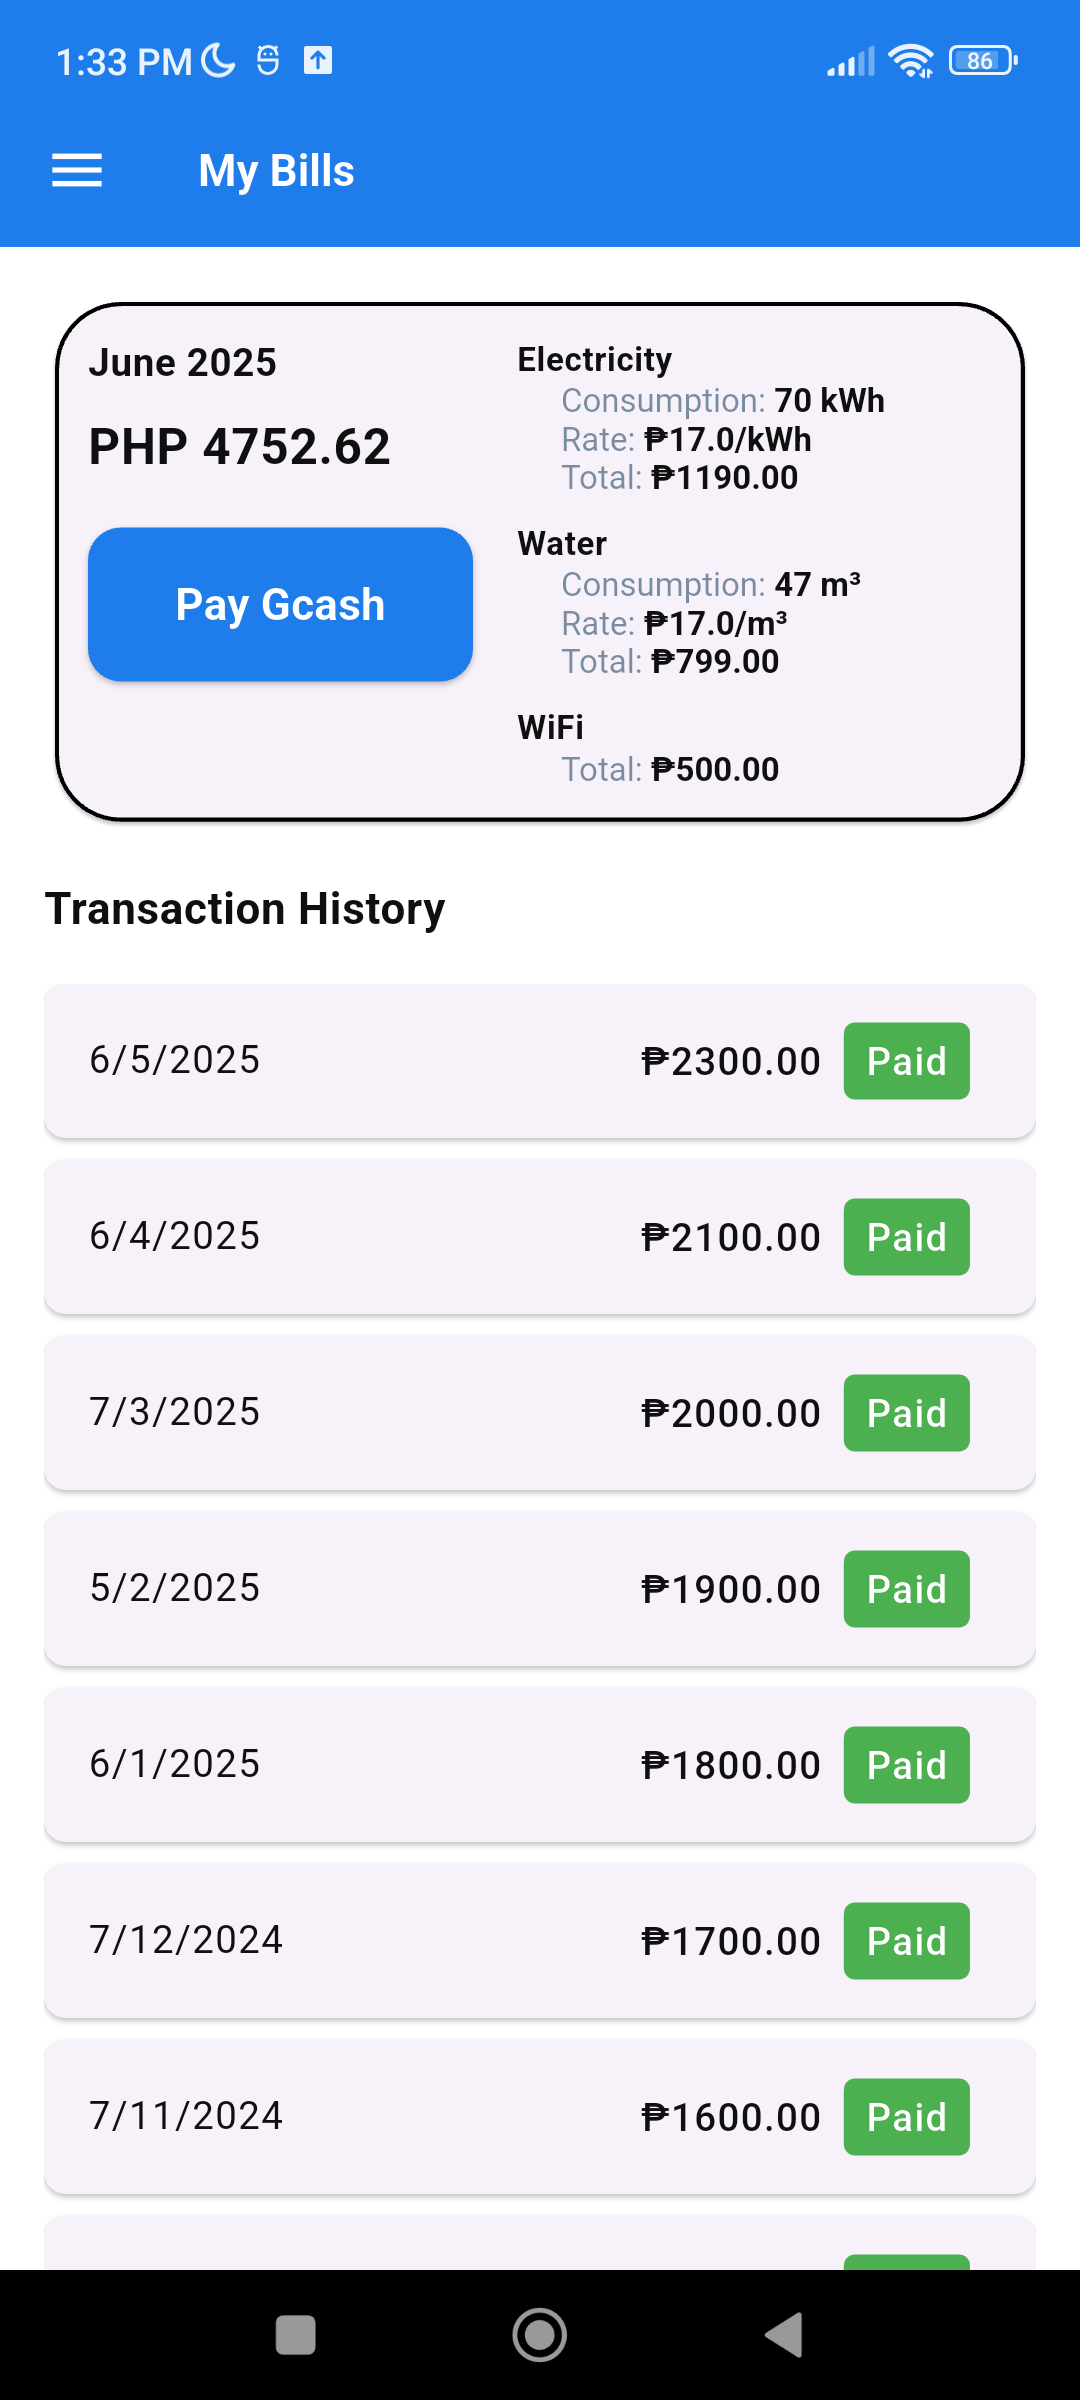 1:33 PM
86
My Bills
June 2025
PHP 4752.62
Pay Gcash
Electricity
Consumption: 70 kWh
Rate: ₱17.0/kWh
Total: ₱1190.00
Water
Consumption: 47 m³
Rate: ₱17.0/m³
Total: ₱799.00
WiFi
Total: ₱500.00
Transaction History
6/5/2025 ₱2300.00 Paid
6/4/2025 ₱2100.00 Paid
7/3/2025 ₱2000.00 Paid
5/2/2025 ₱1900.00 Paid
6/1/2025 ₱1800.00 Paid
7/12/2024 ₱1700.00 Paid
7/11/2024 ₱1600.00 Paid